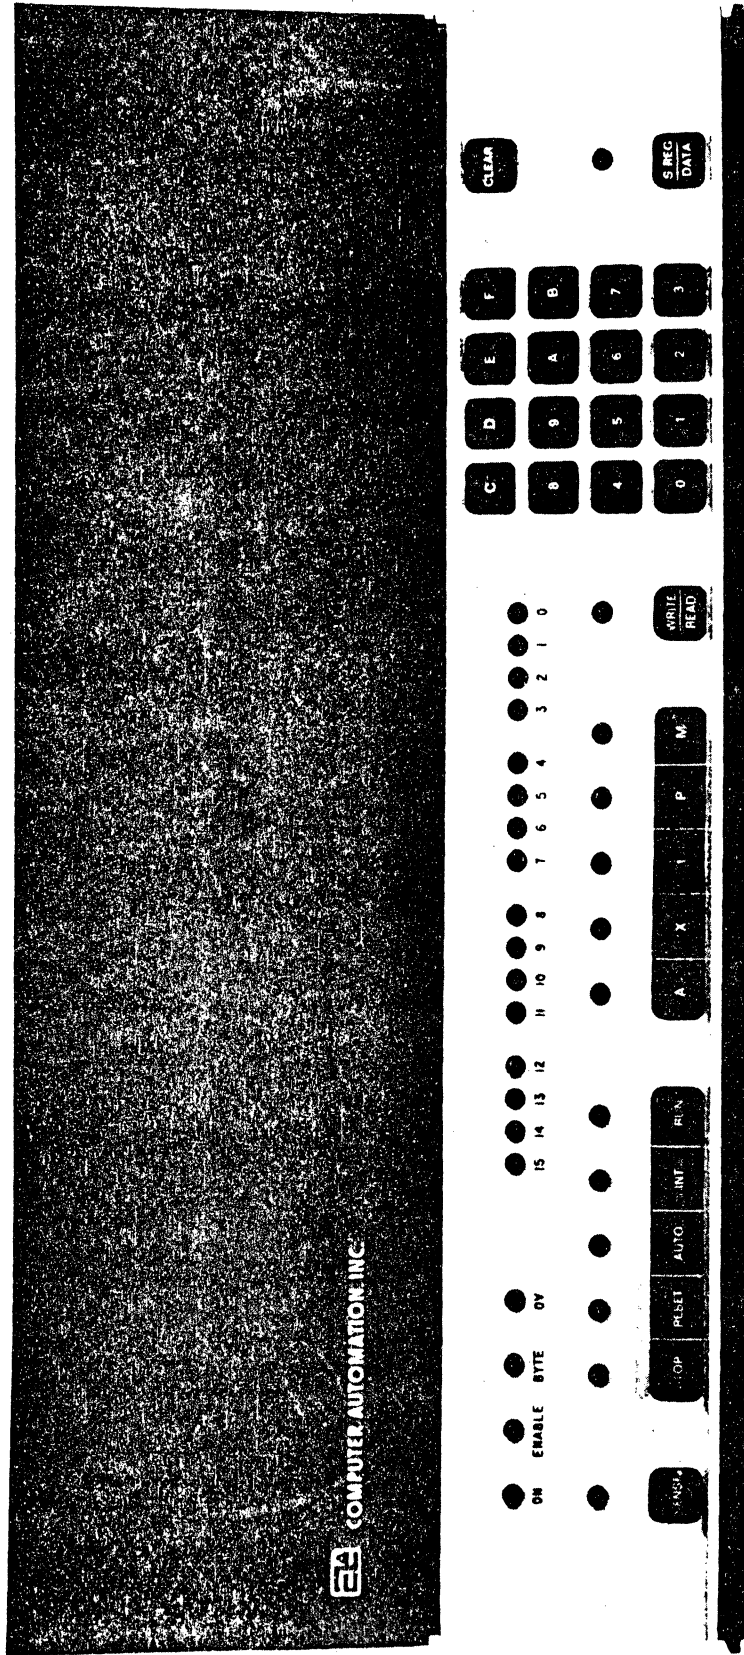 COMPUTER AUTOMATION, INC.
C D E F CLEAR
ON ENABLE BYTE OV 15 14 13 12 11 10 9 8 7 6 5 4 3 2 1 0
8 9 A B
4 5 6 7
SENSE STOP RESET AUTO INT RUN A X I P M WRITE READ 0 1 2 3 S REG DATA